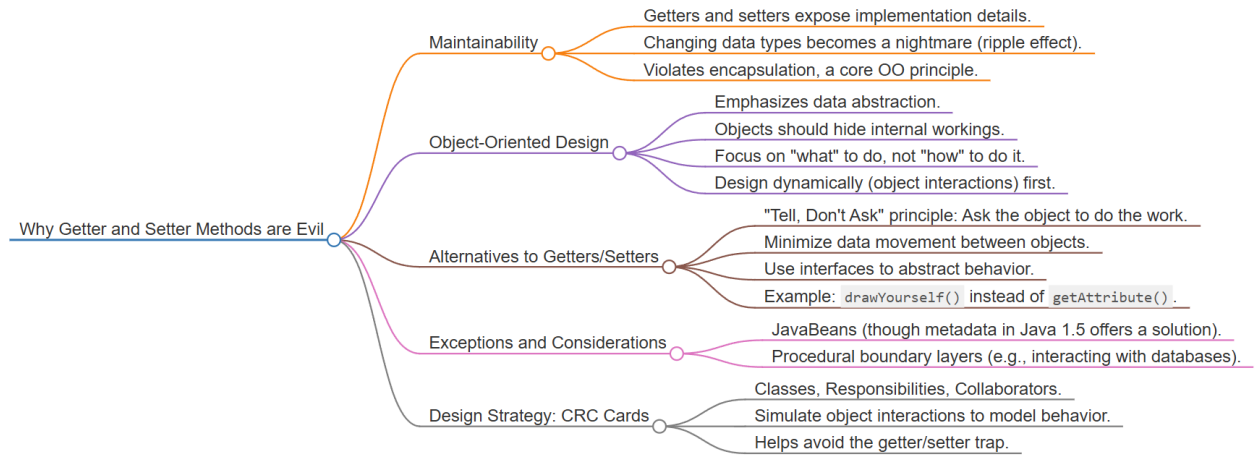 Why Getter and Setter Methods are Evil
Maintainability
Getters and setters expose implementation details.
Changing data types becomes a nightmare (ripple effect).
Violates encapsulation, a core OO principle.
Object-Oriented Design
Emphasizes data abstraction.
Objects should hide internal workings.
Focus on "what" to do, not "how" to do it.
Design dynamically (object interactions) first.
Alternatives to Getters/Setters
"Tell, Don't Ask" principle: Ask the object to do the work.
Minimize data movement between objects.
Use interfaces to abstract behavior.
Example: drawYourself() instead of getAttribute().
Exceptions and Considerations
JavaBeans (though metadata in Java 1.5 offers a solution).
Procedural boundary layers (e.g., interacting with databases).
Design Strategy: CRC Cards
Classes, Responsibilities, Collaborators.
Simulate object interactions to model behavior.
Helps avoid the getter/setter trap.